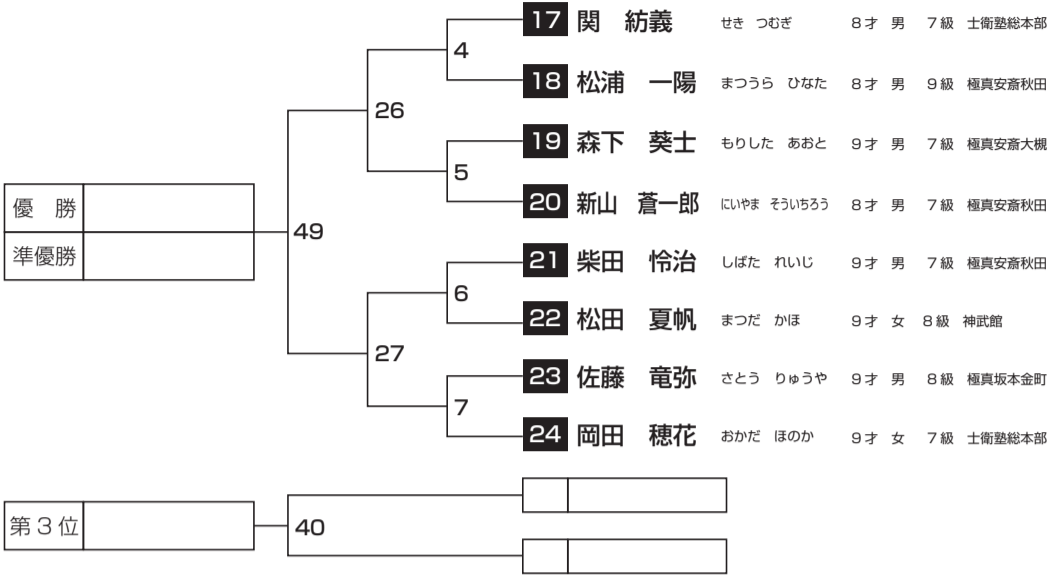 17 関 紡義 せき つむぎ 8才 男 7級 士衛塾総本部
4
18 松浦 一陽 まつうら ひなた 8才 男 9級 極真安斎秋田
26
19 森下 葵士 もりした あおと 9才 男 7級 極真安斎大槻
5
20 新山 蒼一郎 にいやま そういちろう 8才 男 7級 極真安斎秋田
優 勝
49
準優勝
21 柴田 怜治 しばた れいじ 9才 男 7級 極真安斎秋田
6
22 松田 夏帆 まつだ かほ 9才 女 8級 神武館
27
23 佐藤 竜弥 さとう りゅうや 9才 男 8級 極真坂本金町
7
24 岡田 穂花 おかだ ほのか 9才 女 7級 士衛塾総本部
第3位
40